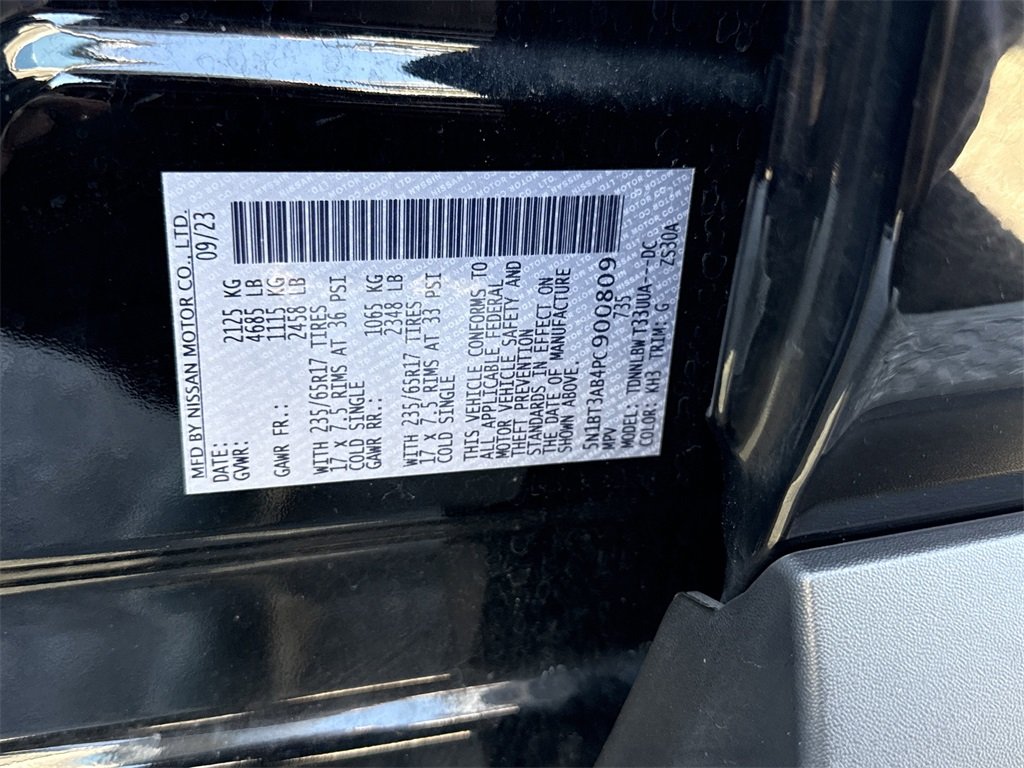 MFD BY NISSAN MOTOR CO., LTD.
DATE: 09/23
GVWR: 2125 KG
4685 LB
GAWR FR.: 1115 KG
2458 LB
WITH 235/65R17 TIRES
17 X 7.5 RIMS AT 36 PSI
COLD SINGLE
GAWR RR.: 1065 KG
2348 LB
WITH 235/65R17 TIRES
17 X 7.5 RIMS AT 33 PSI
COLD SINGLE
THIS VEHICLE CONFORMS TO
ALL APPLICABLE FEDERAL
MOTOR VEHICLE SAFETY AND
THEFT PREVENTION
STANDARDS IN EFFECT ON
THE DATE OF MANUFACTURE
SHOWN ABOVE.
5N1BT3AB4PC900809
MPV 735
MODEL: TDNNLBW T33UUA---DC
COLOR: KH3 TRIM: G ZS30A